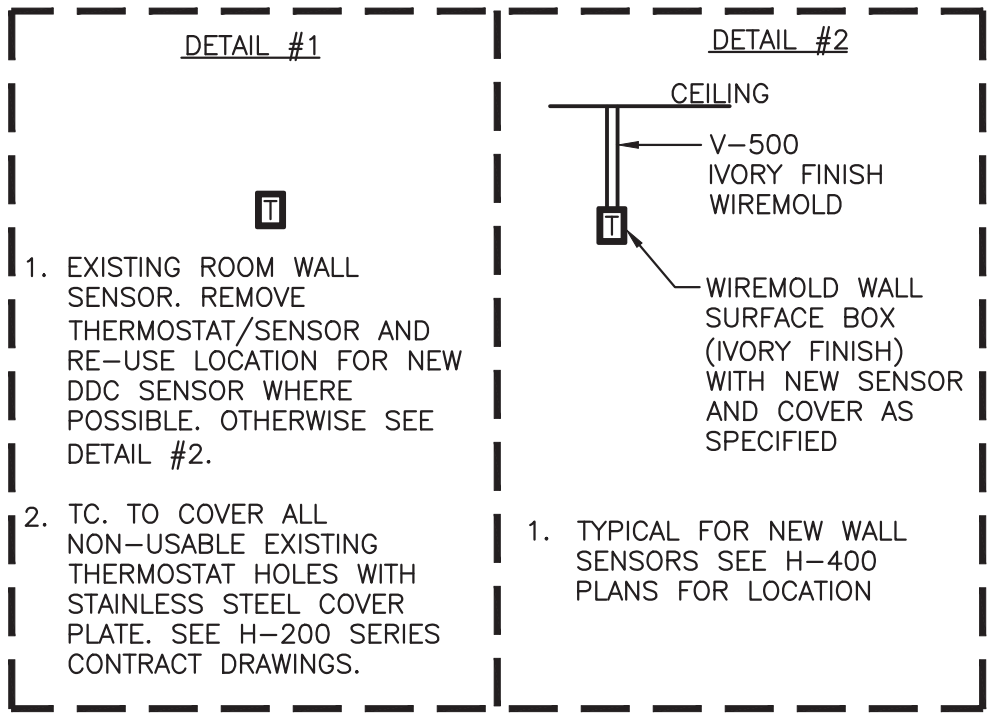 DETAIL #1
T
1. EXISTING ROOM WALL
SENSOR. REMOVE
THERMOSTAT/SENSOR AND
RE-USE LOCATION FOR NEW
DDC SENSOR WHERE
POSSIBLE. OTHERWISE SEE
DETAIL #2.
2. TC. TO COVER ALL
NON-USABLE EXISTING
THERMOSTAT HOLES WITH
STAINLESS STEEL COVER
PLATE. SEE H-200 SERIES
CONTRACT DRAWINGS.
DETAIL #2
CEILING
V-500
IVORY FINISH
WIREMOLD
T
WIREMOLD WALL
SURFACE BOX
(IVORY FINISH)
WITH NEW SENSOR
AND COVER AS
SPECIFIED
1. TYPICAL FOR NEW WALL
SENSORS SEE H-400
PLANS FOR LOCATION